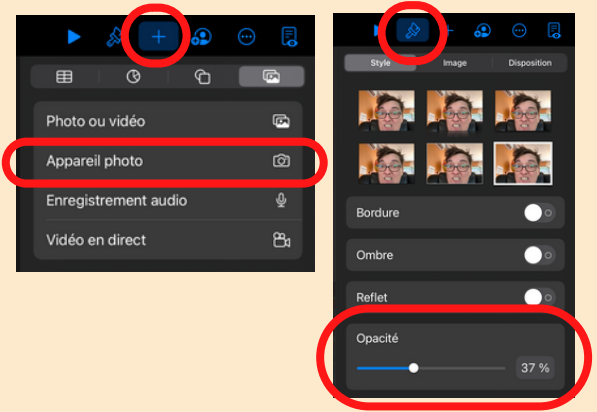 Photo ou vidéo
Appareil photo
Enregistrement audio
Vidéo en direct
Style Image Disposition
Bordure
Ombre
Reflet
Opacité
37 %